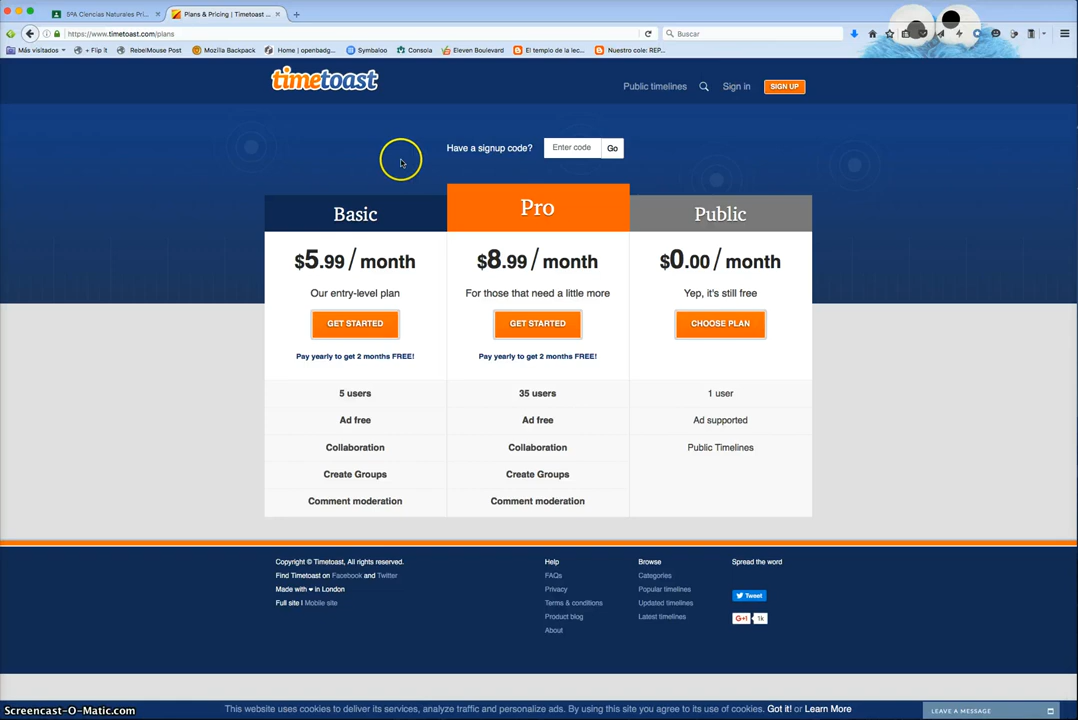 5ºA Ciencias Naturales Pri...
Plans & Pricing | Timetoast ...
https://www.timetoast.com/plans
Buscar
Más visitados
+ Flip it
RebelMouse Post
Mozilla Backpack
Home | openbadg...
Symbaloo
Consola
Eleven Boulevard
El tiempo de la lec...
Nuestro cole: REP...
timetoast
Public timelines
Sign in
SIGN UP
Have a signup code?
Enter code
Go
Basic
Pro
Public
$5.99 / month
$8.99 / month
$0.00 / month
Our entry-level plan
For those that need a little more
Yep, it's still free
GET STARTED
GET STARTED
CHOOSE PLAN
Pay yearly to get 2 months FREE!
Pay yearly to get 2 months FREE!
5 users
35 users
1 user
Ad free
Ad free
Ad supported
Collaboration
Collaboration
Public Timelines
Create Groups
Create Groups
Comment moderation
Comment moderation
Copyright © Timetoast, All rights reserved.
Find Timetoast on Facebook and Twitter
Made with ♥ in London
Full site | Mobile site
Help
FAQs
Privacy
Terms & conditions
Product blog
About
Browse
Categories
Popular timelines
Updated timelines
Latest timelines
Spread the word
Tweet
G+1
1k
This website uses cookies to deliver its services, analyze traffic and personalize ads. By using this site you agree to its use of cookies. Got it! or Learn More
LEAVE A MESSAGE
Screencast-O-Matic.com